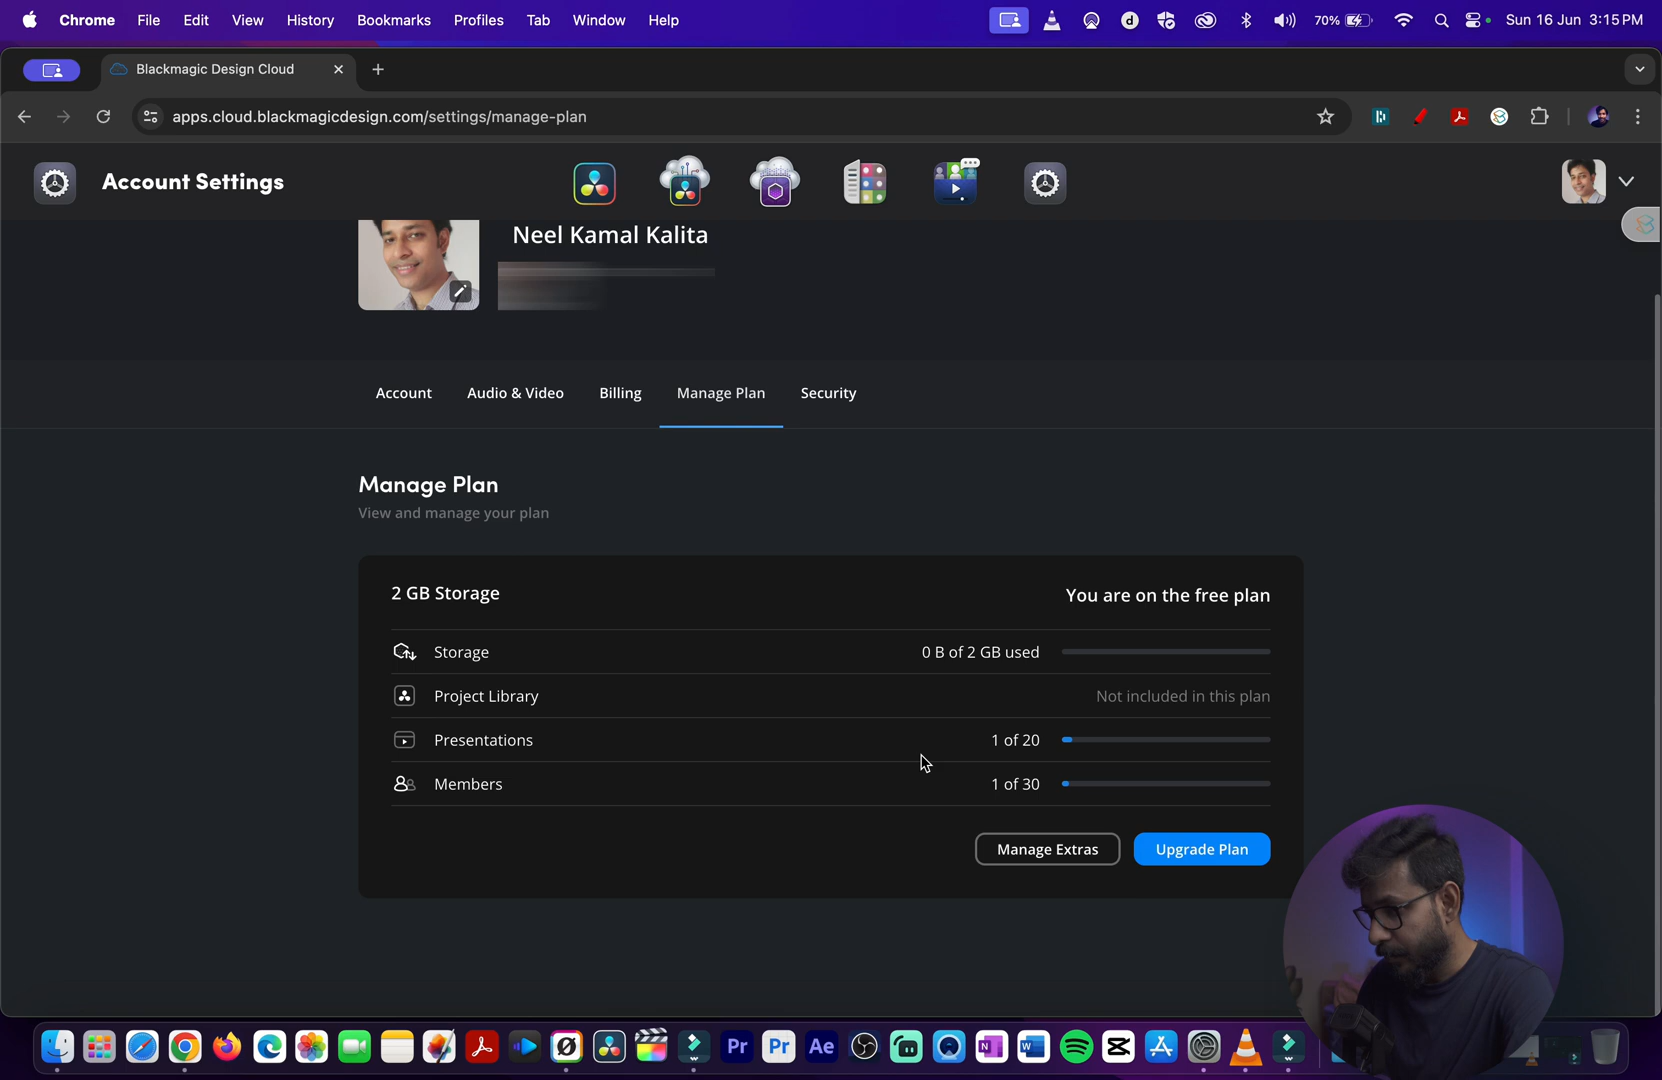 Chrome File Edit View History Bookmarks Profiles Tab Window Help 70% Sun 16 Jun 3:15 PM
Blackmagic Design Cloud
apps.cloud.blackmagicdesign.com/settings/manage-plan
Account Settings
Neel Kamal Kalita
Account Audio & Video Billing Manage Plan Security
Manage Plan
View and manage your plan
2 GB Storage You are on the free plan
Storage 0 B of 2 GB used
Project Library Not included in this plan
Presentations 1 of 20
Members 1 of 30
Manage Extras Upgrade Plan
Pr Pr Ae